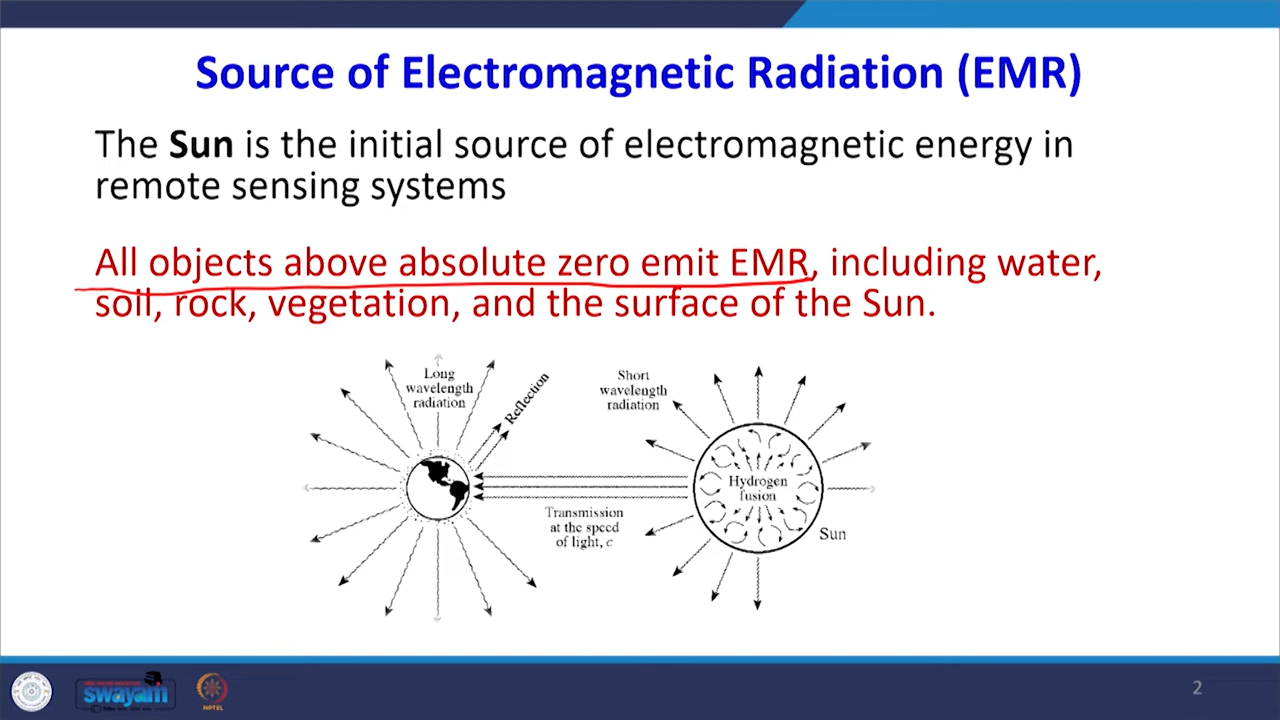 Source of Electromagnetic Radiation (EMR)
The Sun is the initial source of electromagnetic energy in
remote sensing systems
All objects above absolute zero emit EMR, including water,
soil, rock, vegetation, and the surface of the Sun.
Long
wavelength
radiation
Reflection
Short
wavelength
radiation
Hydrogen
fusion
Transmission
at the speed
of light, c
Sun
swayam
NPTEL
2